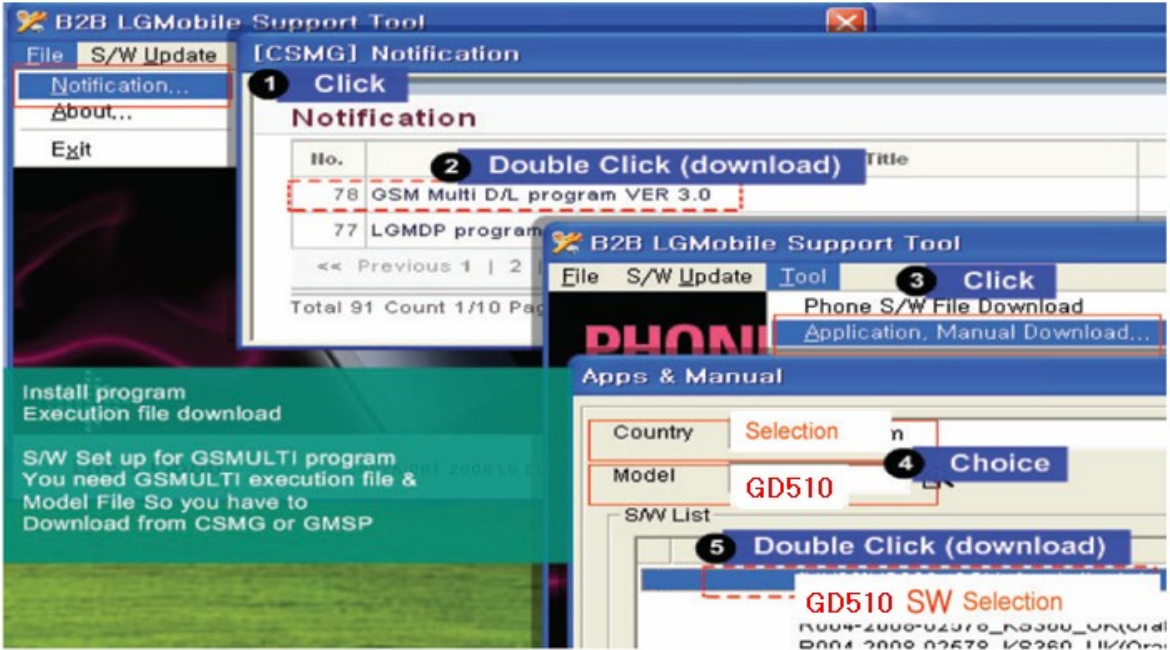 B2B LGMobile Support Tool
File S/W Update
Notification...
About...
Exit
[CSMG] Notification
1 Click
Notification
No. Title
2 Double Click (download)
78 GSM Multi D/L program VER 3.0
77 LGMDP program
<< Previous 1 | 2 |
Total 91 Count 1/10
B2B LGMobile Support Tool
File S/W Update Tool
3 Click
Phone S/W File Download
Application, Manual Download...
Install program
Execution file download
S/W Set up for GSMULTI program
You need GSMULTI execution file &
Model File So you have to
Download from CSMG or GMSP
Apps & Manual
Country Selection
4 Choice
Model GD510
S/W List
5 Double Click (download)
GD510 SW Selection